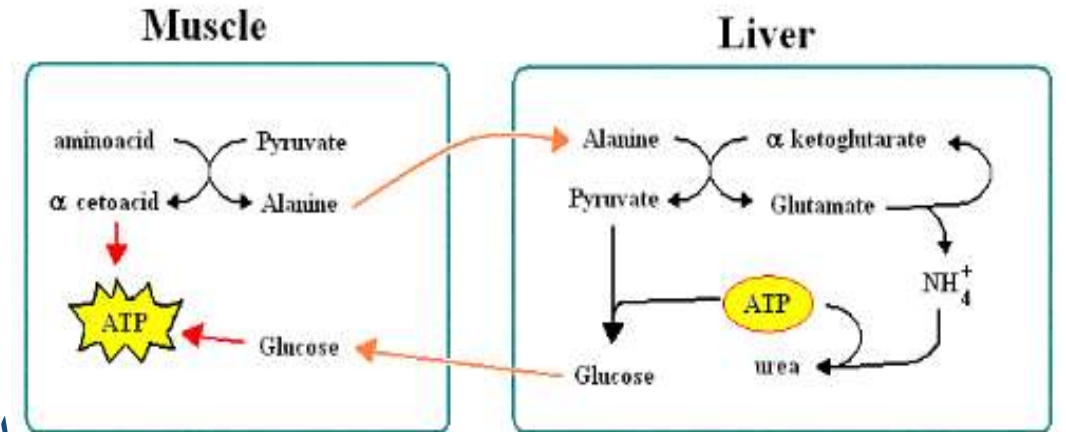 Muscle
Liver
aminoacid Pyruvate
α cetoacid Alanine
ATP
Glucose
Alanine α ketoglutarate
Pyruvate Glutamate
NH₄⁺
ATP
urea
Glucose